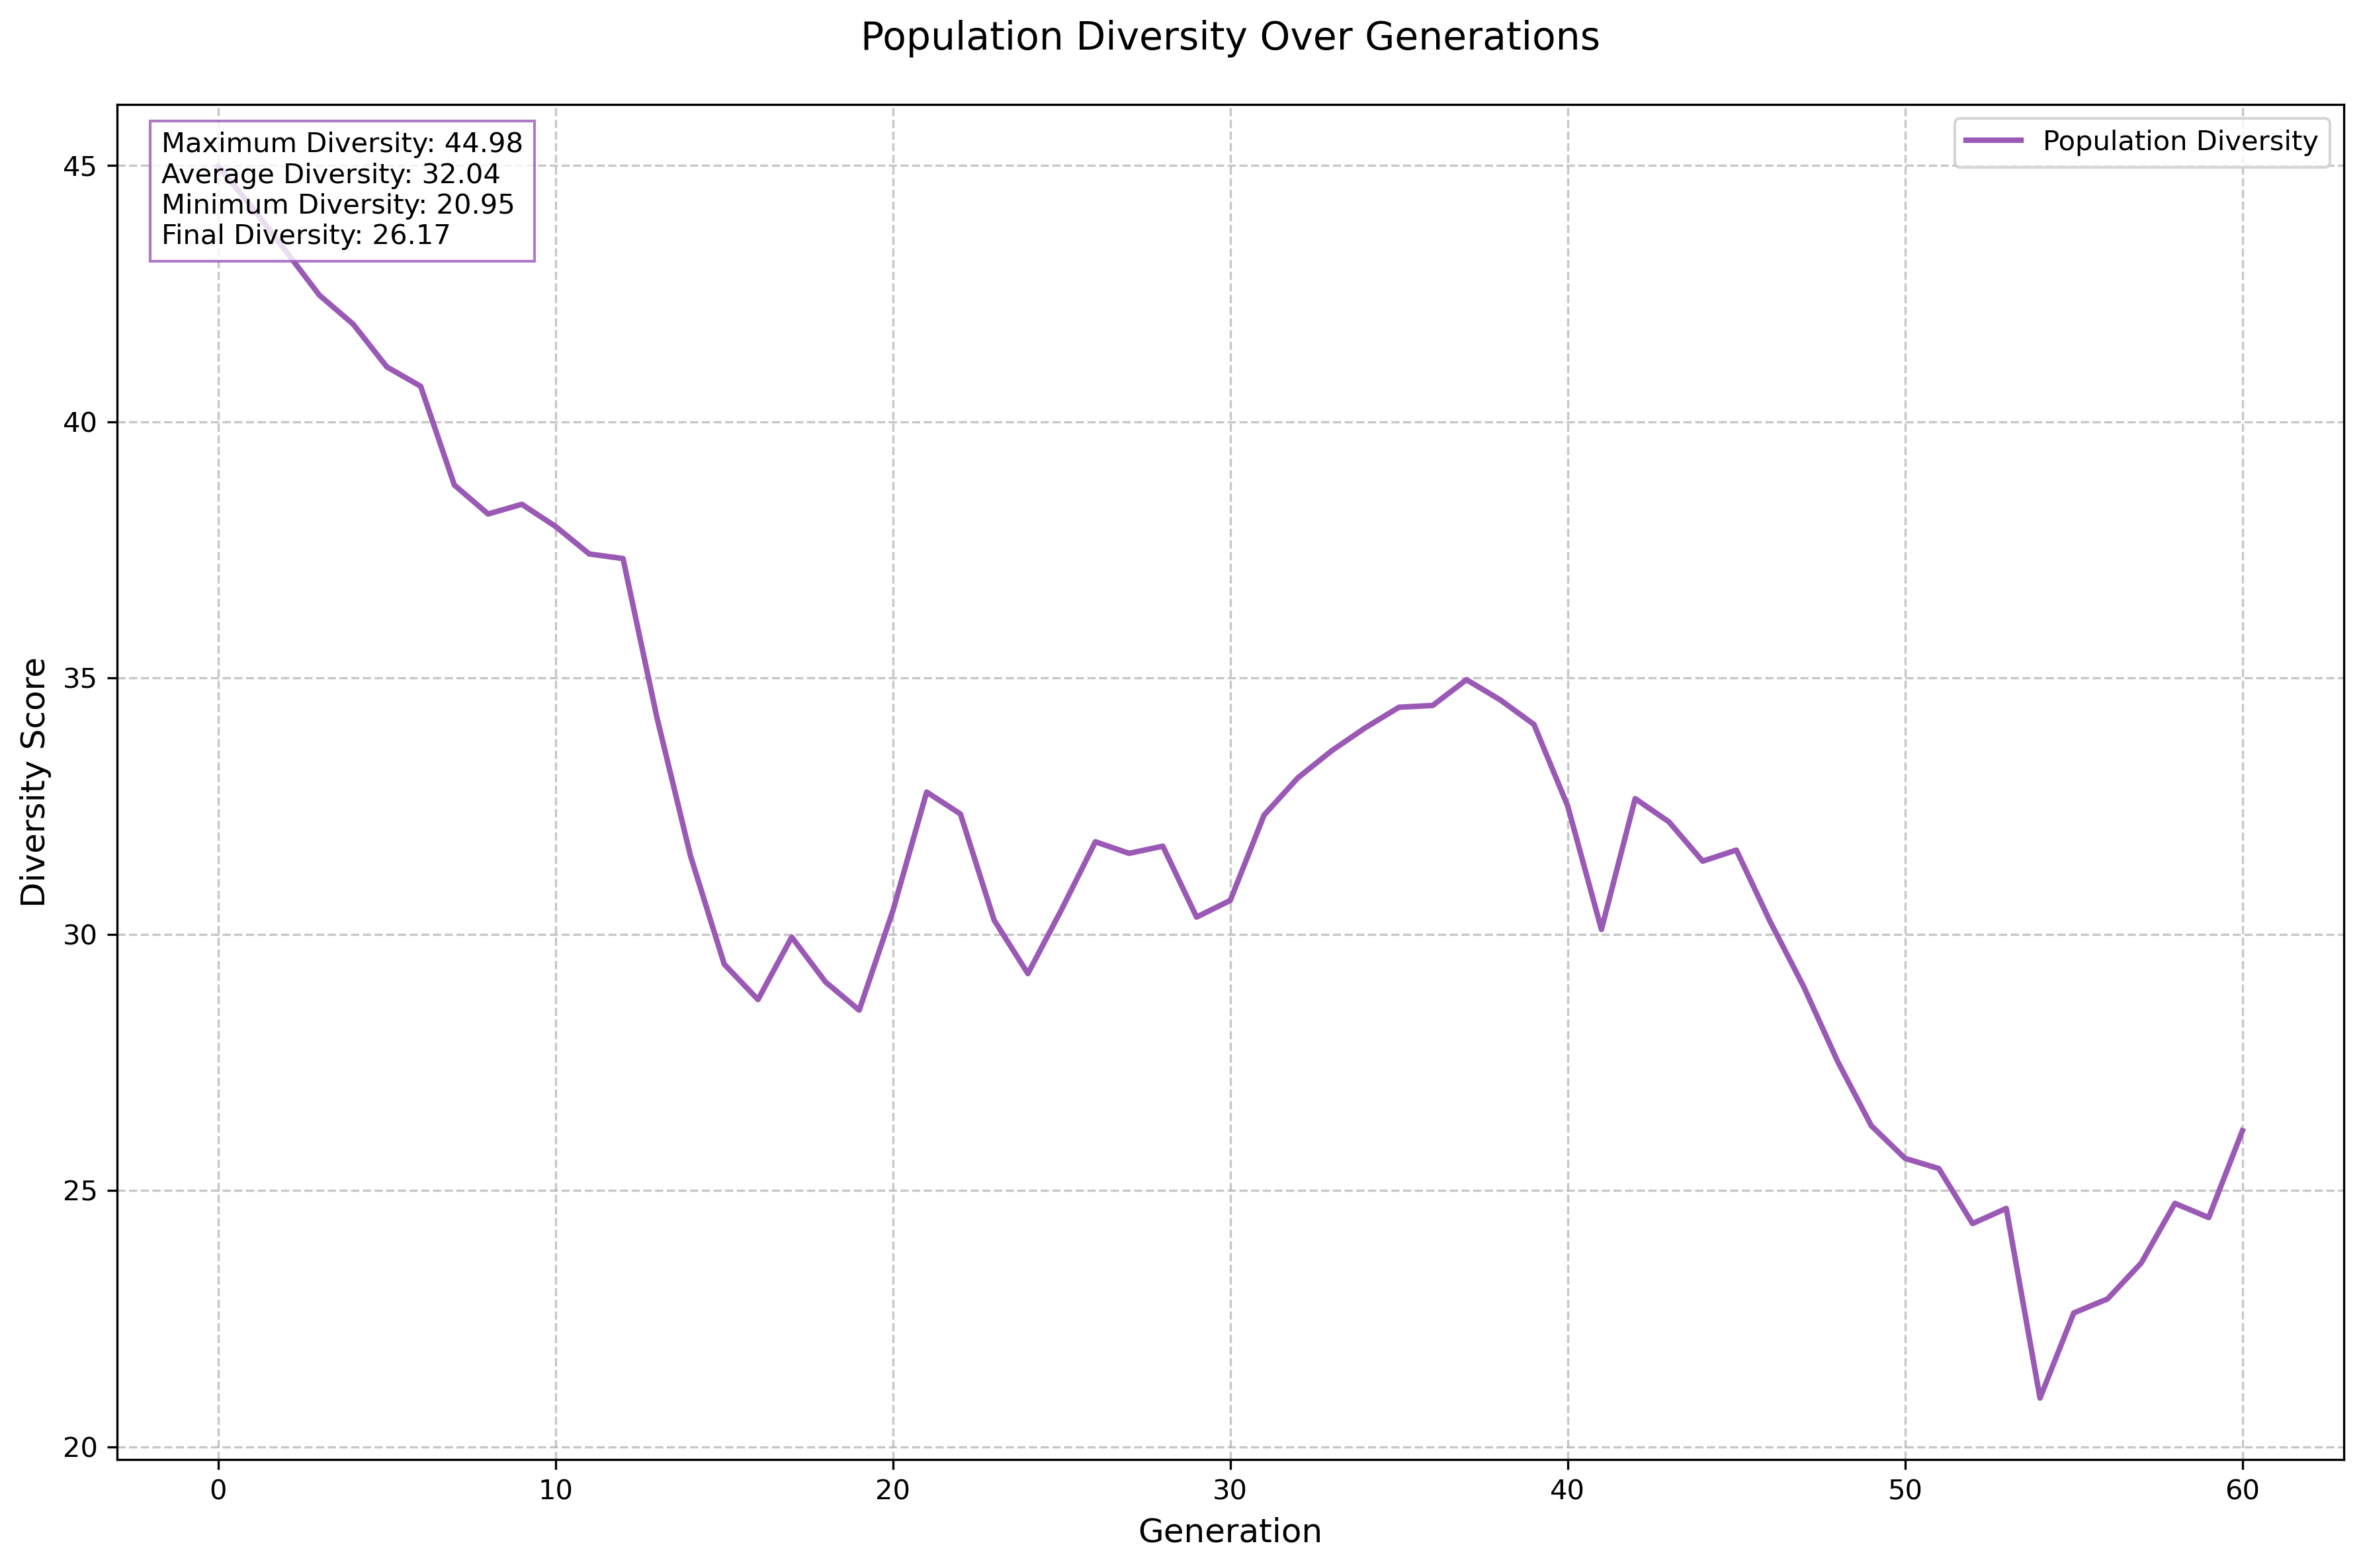 Population Diversity Over Generations
Maximum Diversity: 44.98
Average Diversity: 32.04
Minimum Diversity: 20.95
Final Diversity: 26.17
Population Diversity
Diversity Score
45
40
35
30
25
20
0 10 20 30 40 50 60
Generation